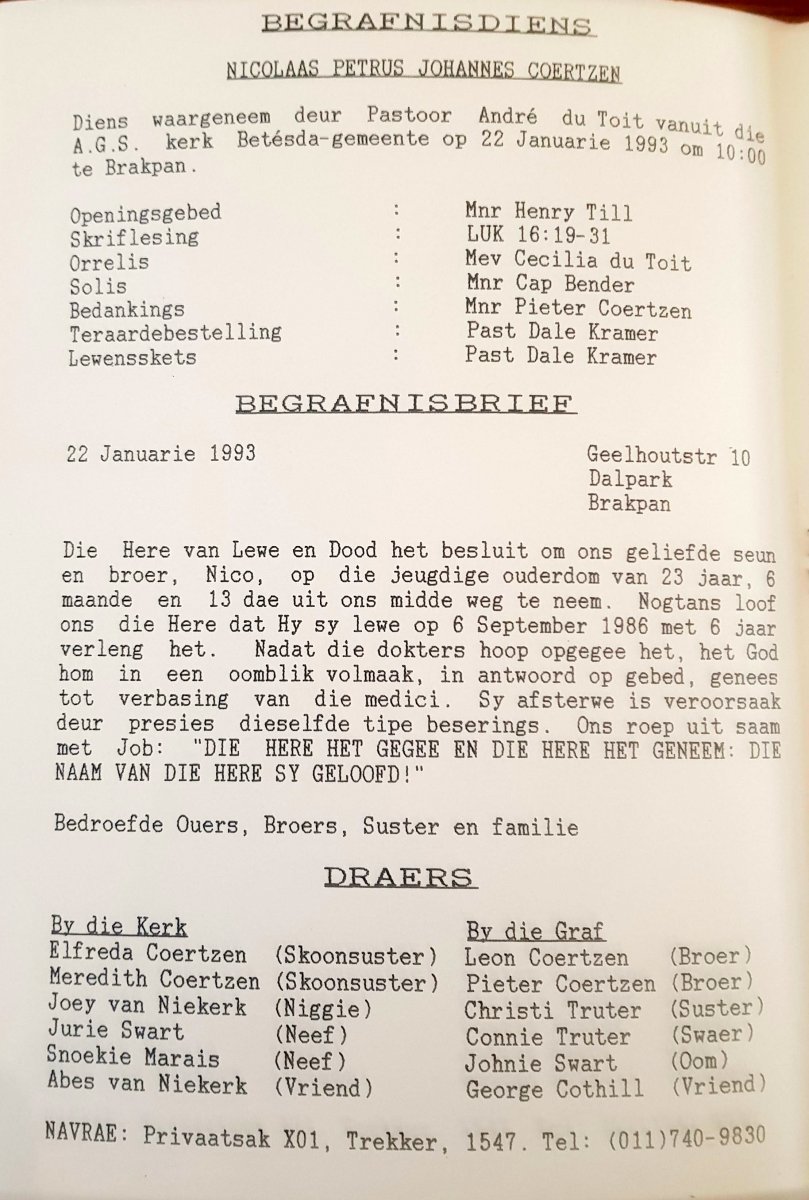 BEGRAFNISDIENS
NICOLAAS PETRUS JOHANNES COERTZEN
Diens waargeneem deur Pastoor André du Toit vanuit die
A.G.S. kerk Betésda-gemeente op 22 Januarie 1993 om 10:00
te Brakpan.
Openingsgebed : Mnr Henry Till
Skriflesing : LUK 16:19-31
Orrelis : Mev Cecilia du Toit
Solis : Mnr Cap Bender
Bedankings : Mnr Pieter Coertzen
Teraardebestelling : Past Dale Kramer
Lewensskets : Past Dale Kramer
BEGRAFNISBRIEF
22 Januarie 1993 Geelhoutstr 10
Dalpark
Brakpan
Die Here van Lewe en Dood het besluit om ons geliefde seun
en broer, Nico, op die jeugdige ouderdom van 23 jaar, 6
maande en 13 dae uit ons midde weg te neem. Nogtans loof
ons die Here dat Hy sy lewe op 6 September 1986 met 6 jaar
verleng het. Nadat die dokters hoop opgegee het, het God
hom in een oomblik volmaak, in antwoord op gebed, genees
tot verbasing van die medici. Sy afsterwe is veroorsaak
deur presies dieselfde tipe beserings. Ons roep uit saam
met Job: "DIE HERE HET GEGEE EN DIE HERE HET GENEEM: DIE
NAAM VAN DIE HERE SY GELOOFD!"
Bedroefde Ouers, Broers, Suster en familie
DRAERS
By die Kerk By die Graf
Elfreda Coertzen (Skoonsuster) Leon Coertzen (Broer)
Meredith Coertzen (Skoonsuster) Pieter Coertzen (Broer)
Joey van Niekerk (Niggie) Christi Truter (Suster)
Jurie Swart (Neef) Connie Truter (Swaer)
Snoekie Marais (Neef) Johnie Swart (Oom)
Abes van Niekerk (Vriend) George Cothill (Vriend)
NAVRAE: Privaatsak X01, Trekker, 1547. Tel: (011)740-9830